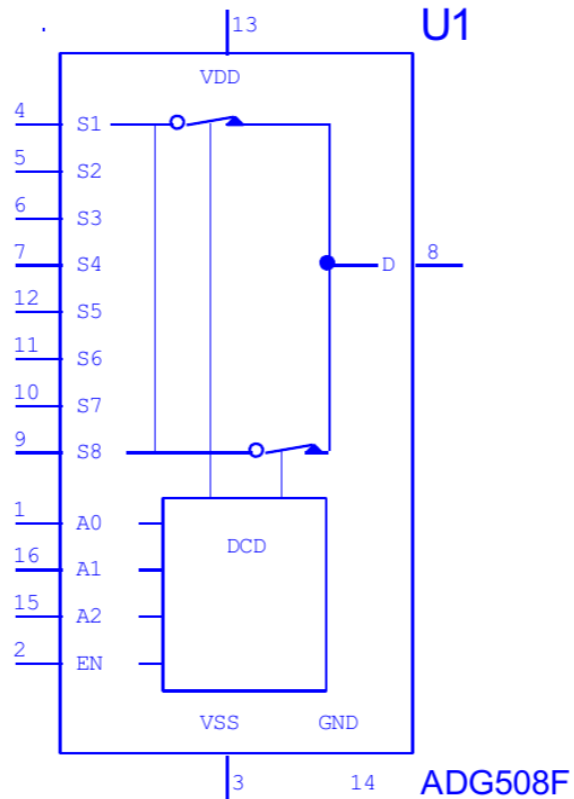 13 U1
VDD
4 S1
5 S2
6 S3
7 S4 D 8
12 S5
11 S6
10 S7
9 S8
1 A0
DCD
16 A1
15 A2
2 EN
VSS GND
3 14 ADG508F